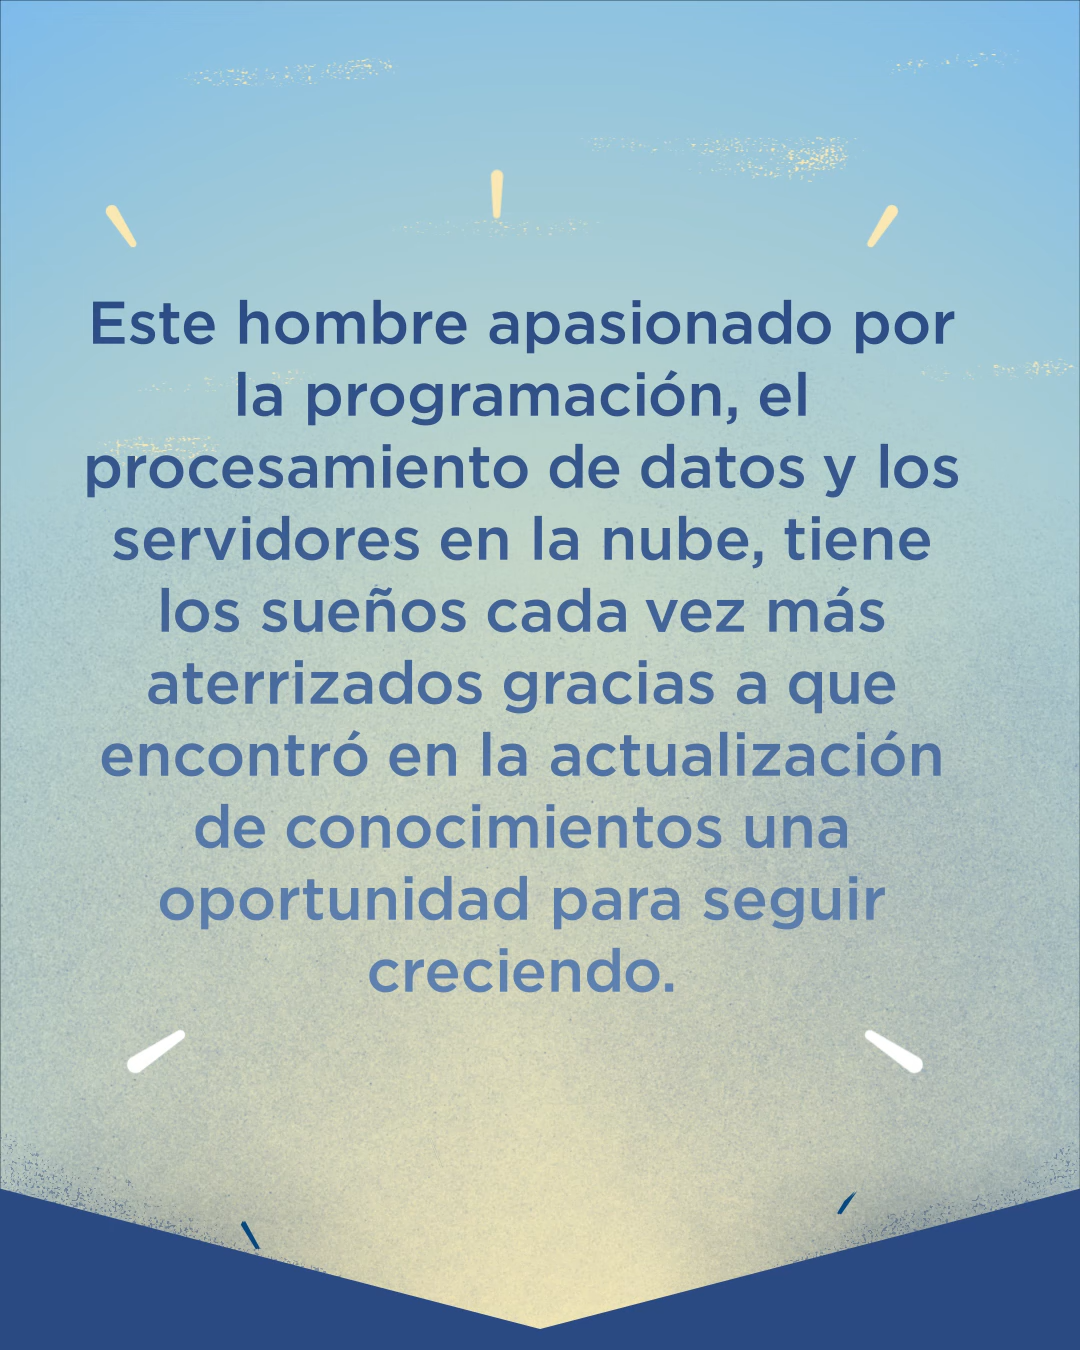 Este hombre apasionado por
la programación, el
procesamiento de datos y los
servidores en la nube, tiene
los sueños cada vez más
aterrizados gracias a que
encontró en la actualización
de conocimientos una
oportunidad para seguir
creciendo.